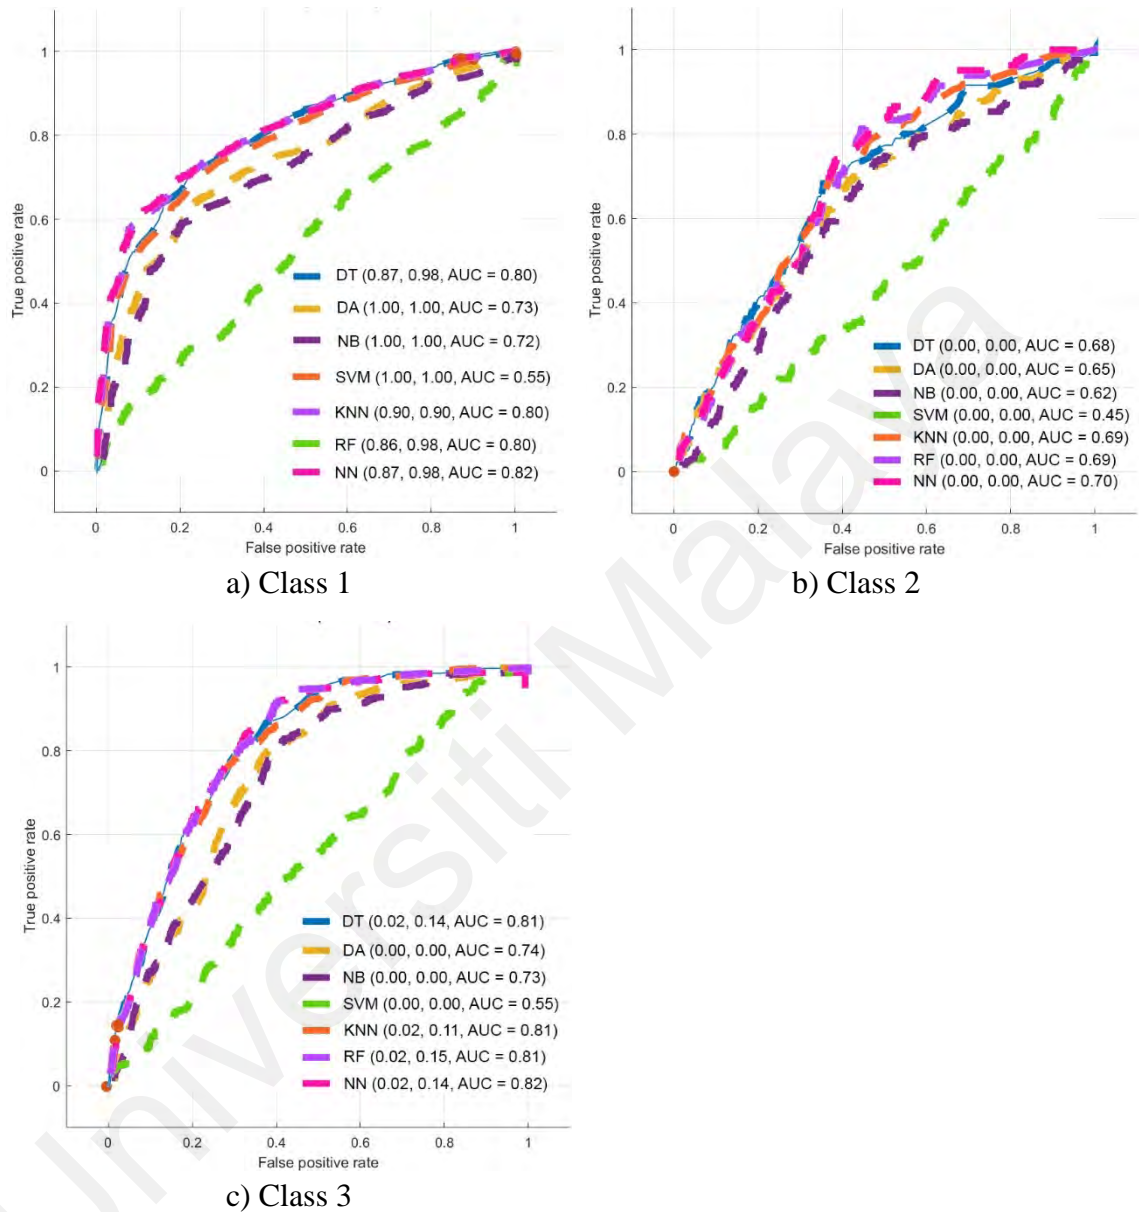 1
0.8
0.6
0.4
0.2
0
True positive rate
DT (0.87, 0.98, AUC = 0.80)
DA (1.00, 1.00, AUC = 0.73)
NB (1.00, 1.00, AUC = 0.72)
SVM (1.00, 1.00, AUC = 0.55)
KNN (0.90, 0.90, AUC = 0.80)
RF (0.86, 0.98, AUC = 0.80)
NN (0.87, 0.98, AUC = 0.82)
0 0.2 0.4 0.6 0.8 1
False positive rate
a) Class 1
1
0.8
0.6
0.4
0.2
0
True positive rate
DT (0.00, 0.00, AUC = 0.68)
DA (0.00, 0.00, AUC = 0.65)
NB (0.00, 0.00, AUC = 0.62)
SVM (0.00, 0.00, AUC = 0.45)
KNN (0.00, 0.00, AUC = 0.69)
RF (0.00, 0.00, AUC = 0.69)
NN (0.00, 0.00, AUC = 0.70)
0 0.2 0.4 0.6 0.8 1
False positive rate
b) Class 2
1
0.8
0.6
0.4
0.2
0
True positive rate
DT (0.02, 0.14, AUC = 0.81)
DA (0.00, 0.00, AUC = 0.74)
NB (0.00, 0.00, AUC = 0.73)
SVM (0.00, 0.00, AUC = 0.55)
KNN (0.02, 0.11, AUC = 0.81)
RF (0.02, 0.15, AUC = 0.81)
NN (0.02, 0.14, AUC = 0.82)
0 0.2 0.4 0.6 0.8 1
False positive rate
c) Class 3
Universiti Malaya